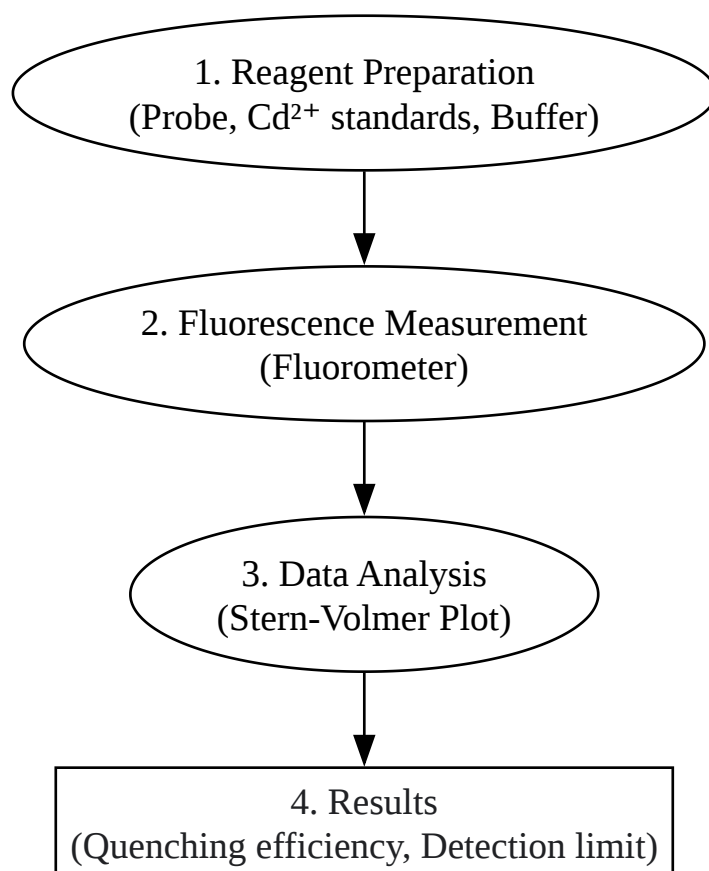 1. Reagent Preparation
(Probe, Cd²⁺ standards, Buffer)
2. Fluorescence Measurement
(Fluorometer)
3. Data Analysis
(Stern-Volmer Plot)
4. Results
(Quenching efficiency, Detection limit)